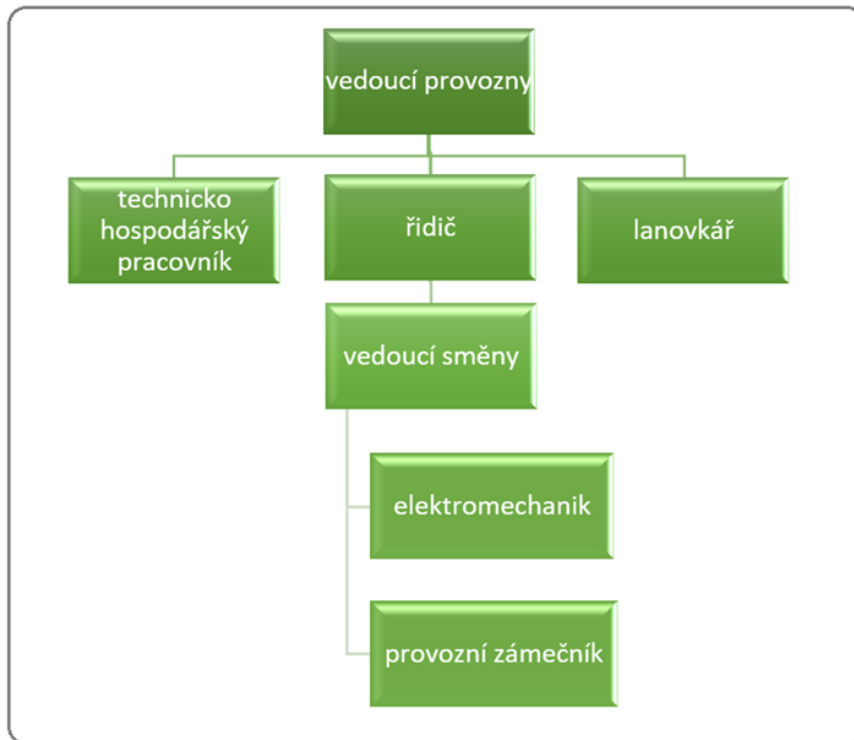 vedoucí provozny
technicko
hospodářský
pracovník
řidič
lanovkář
vedoucí směny
elektromechanik
provozní zámečník